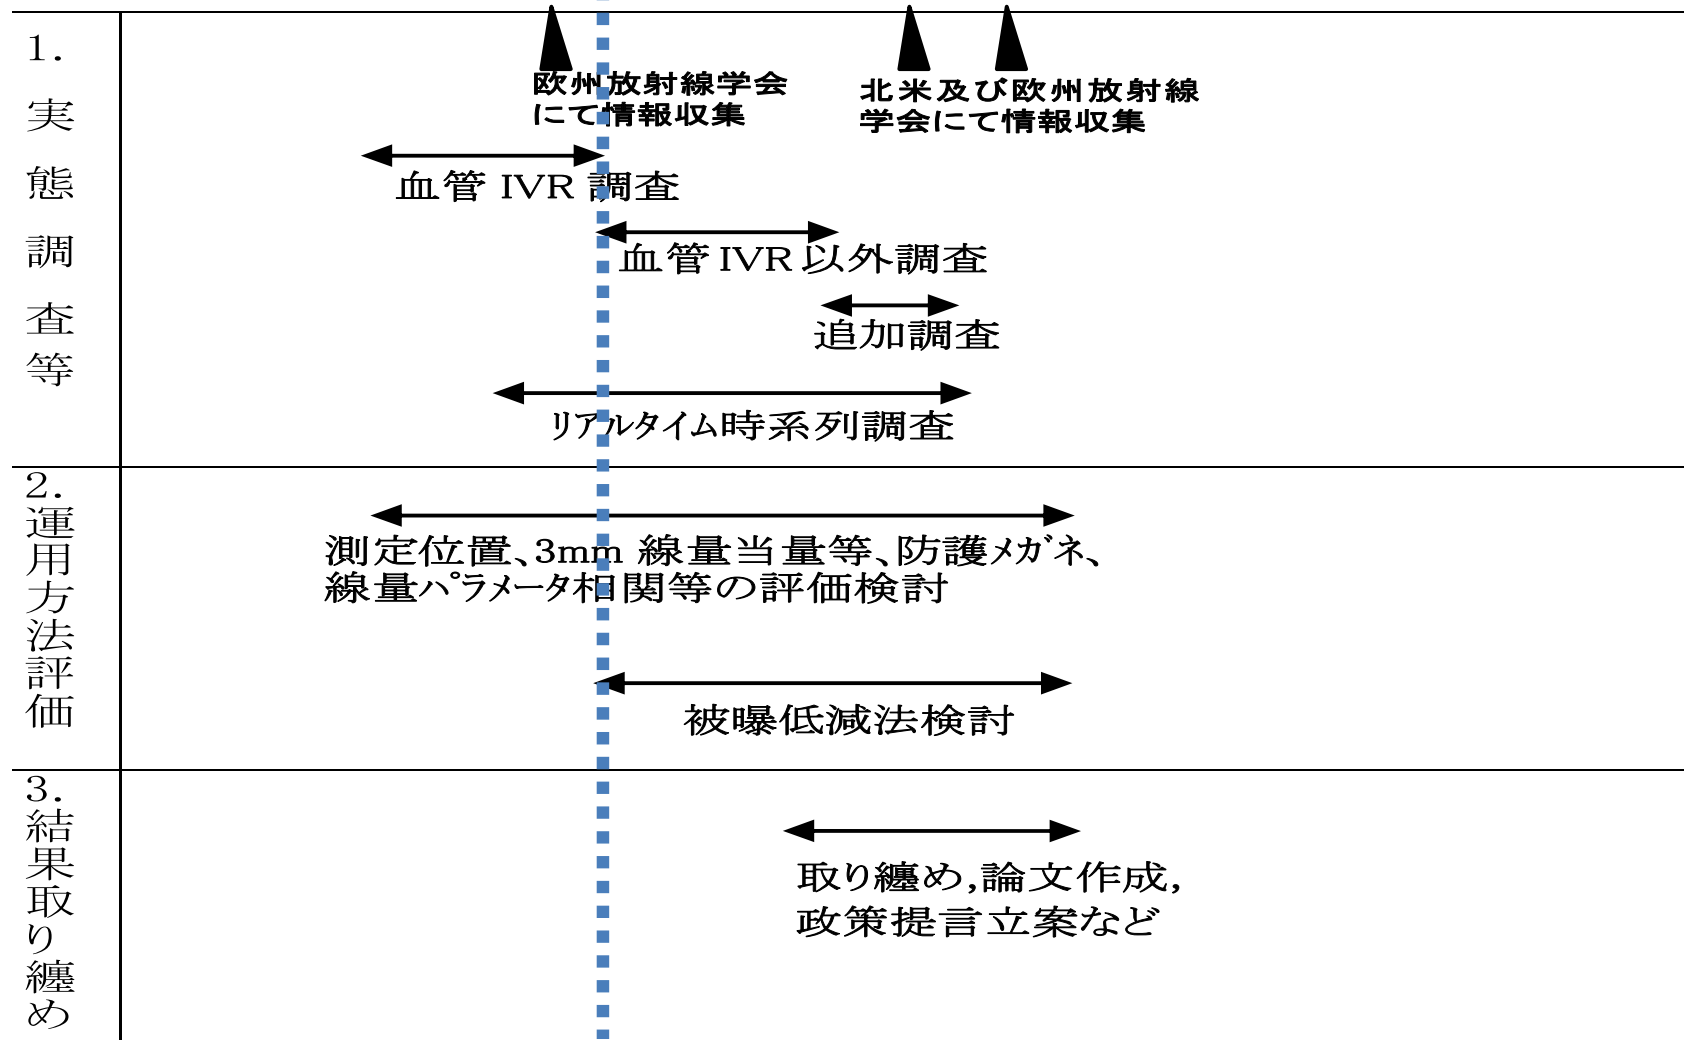 1.実態調査等
欧州放射線学会
にて情報収集
北米及び欧州放射線
学会にて情報収集
血管 IVR 調査
血管 IVR 以外調査
追加調査
リアルタイム時系列調査
2.運用方法評価
測定位置、3mm 線量当量等、防護メガネ、
線量パラメータ相関等の評価検討
被曝低減法検討
3.結果取り纏め
取り纏め,論文作成,
政策提言立案など